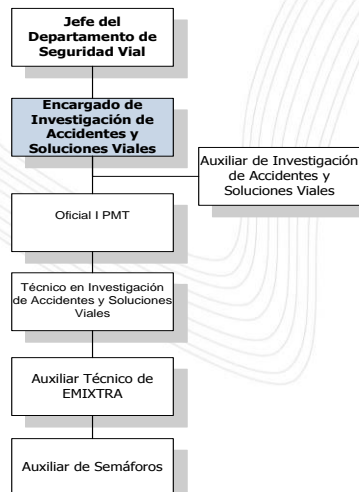 Jefe del
Departamento de
Seguridad Vial
Encargado de
Investigación de
Accidentes y
Soluciones Viales
Auxiliar de Investigación
de Accidentes y
Soluciones Viales
Oficial I PMT
Técnico en Investigación
de Accidentes y Soluciones
Viales
Auxiliar Técnico de
EMIXTRA
Auxiliar de Semáforos